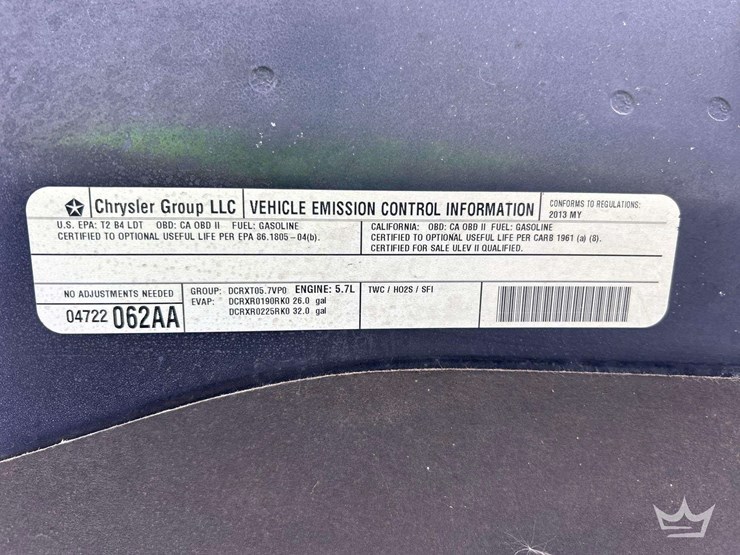 Chrysler Group LLC
VEHICLE EMISSION CONTROL INFORMATION
CONFORMS TO REGULATIONS:
2013 MY
U.S. EPA: T2 B4 LDT OBD: CA OBD II FUEL: GASOLINE
CERTIFIED TO OPTIONAL USEFUL LIFE PER EPA 86.1805-04(b).
CALIFORNIA: OBD: CA OBD II FUEL: GASOLINE
CERTIFIED TO OPTIONAL USEFUL LIFE PER CARB 1961 (a) (8).
CERTIFIED FOR SALE ULEV II QUALIFIED.
NO ADJUSTMENTS NEEDED
04722 062AA
GROUP: DCRXT05.7VP0 ENGINE: 5.7L
EVAP: DCRXR0190RK0 26.0 gal
DCRXR0225RK0 32.0 gal
TWC / HO2S / SFI